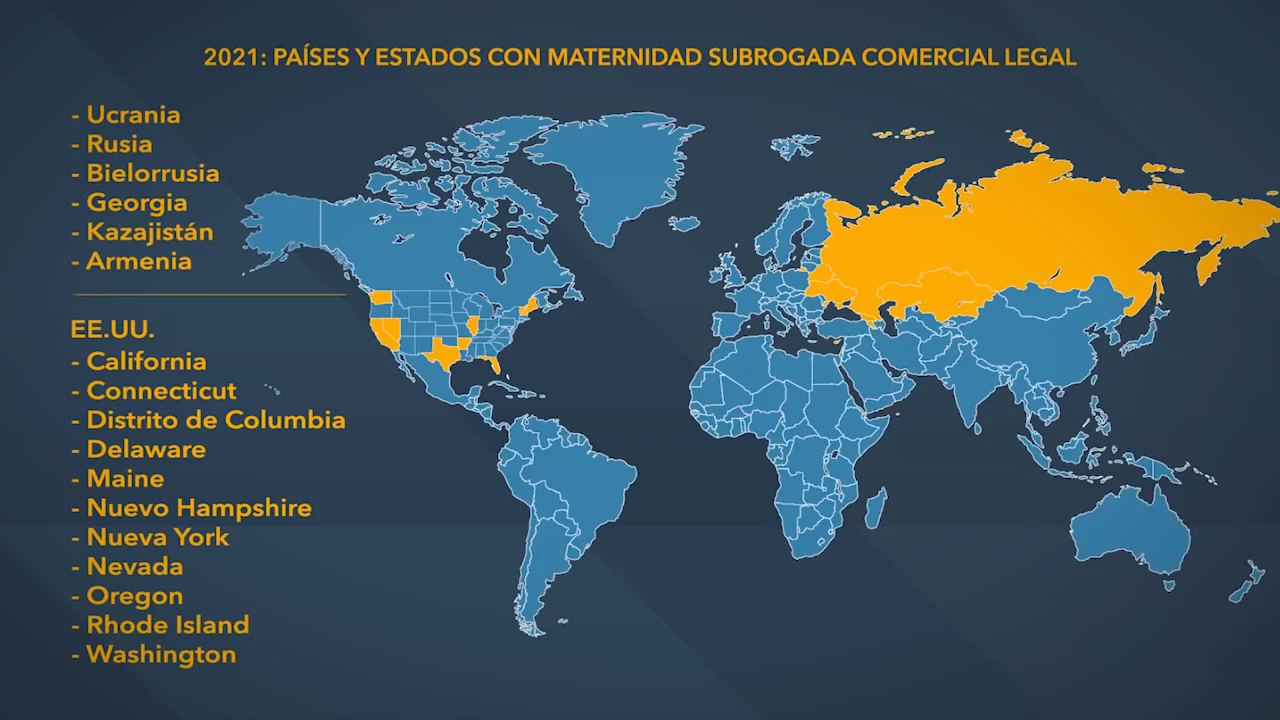 2021: PAÍSES Y ESTADOS CON MATERNIDAD SUBROGADA COMERCIAL LEGAL
- Ucrania
- Rusia
- Bielorrusia
- Georgia
- Kazajistán
- Armenia
EE.UU.
- California
- Connecticut
- Distrito de Columbia
- Delaware
- Maine
- Nuevo Hampshire
- Nueva York
- Nevada
- Oregon
- Rhode Island
- Washington